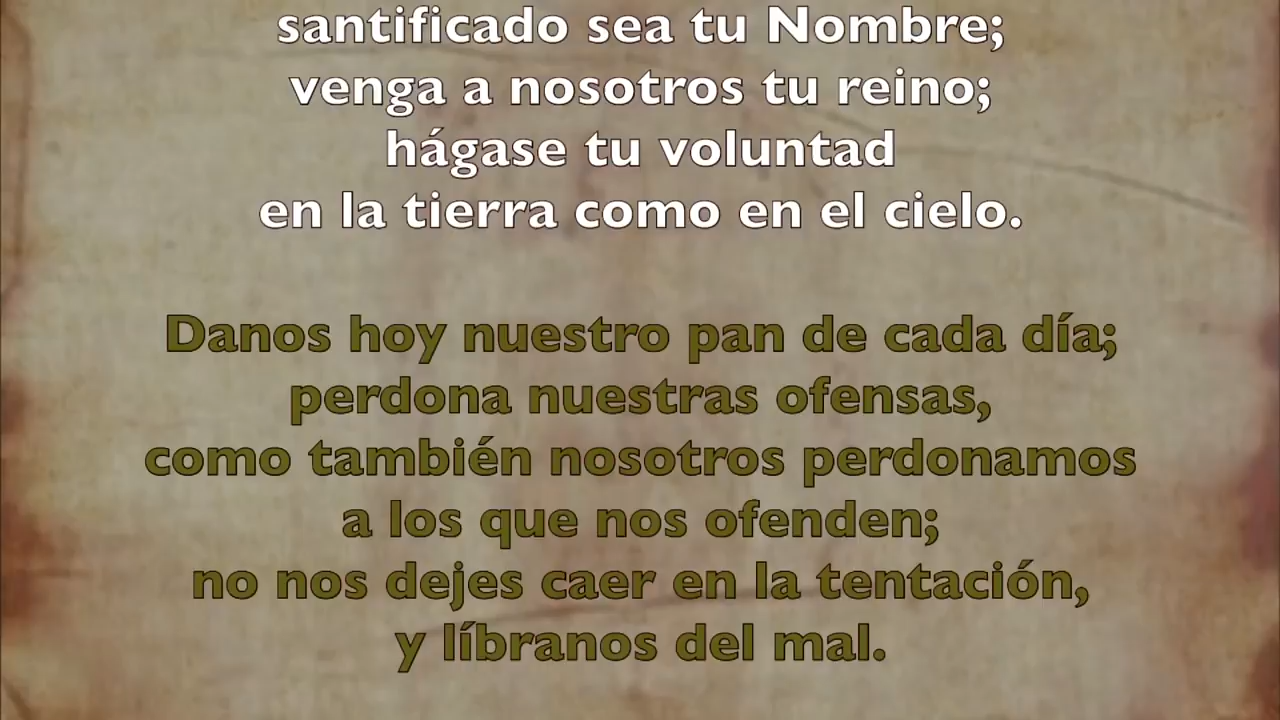 santificado sea tu Nombre;
venga a nosotros tu reino;
hágase tu voluntad
en la tierra como en el cielo.
Danos hoy nuestro pan de cada día;
perdona nuestras ofensas,
como también nosotros perdonamos
a los que nos ofenden;
no nos dejes caer en la tentación,
y líbranos del mal.